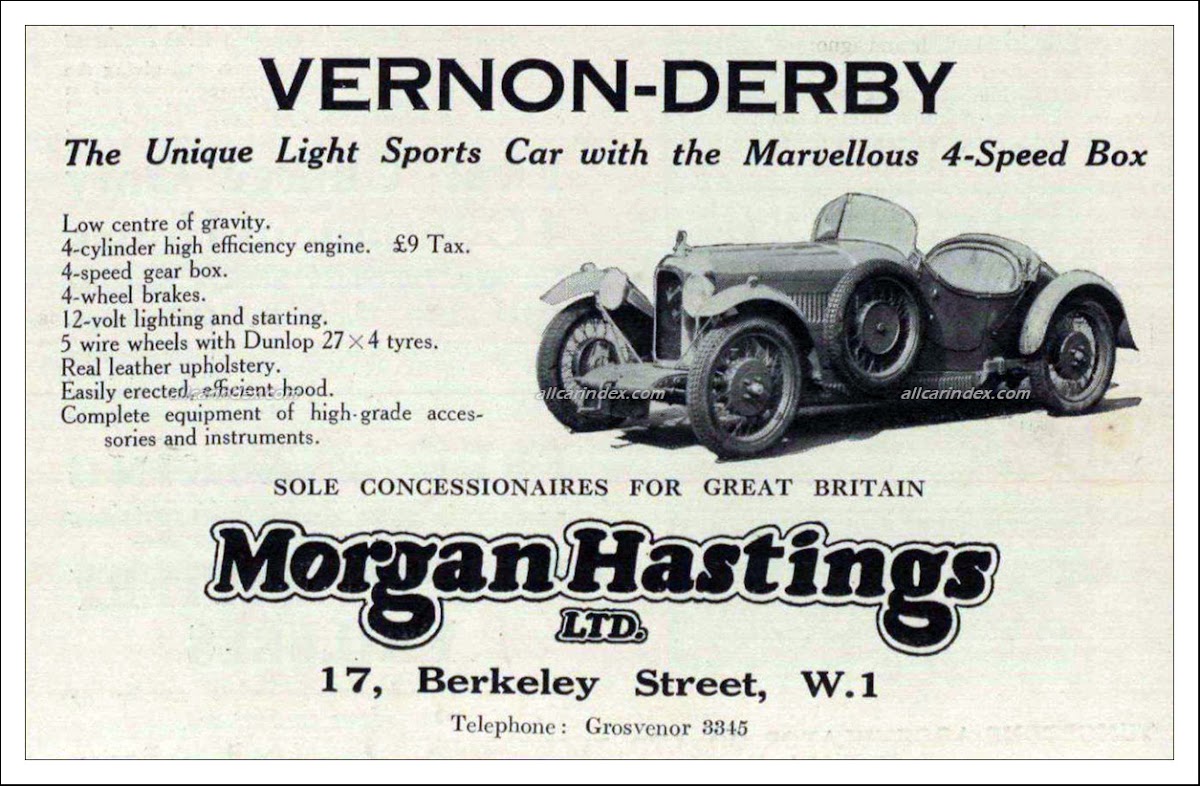 VERNON-DERBY
The Unique Light Sports Car with the Marvellous 4-Speed Box
Low centre of gravity.
4-cylinder high efficiency engine. £9 Tax.
4-speed gear box.
4-wheel brakes.
12-volt lighting and starting.
5 wire wheels with Dunlop 27×4 tyres.
Real leather upholstery.
Easily erected, efficient hood.
Complete equipment of high-grade acces-
sories and instruments.
allcarindex.com
allcarindex.com
allcarindex.com
SOLE CONCESSIONAIRES FOR GREAT BRITAIN
Morgan Hastings
LTD.
17, Berkeley Street, W.1
Telephone: Grosvenor 3345